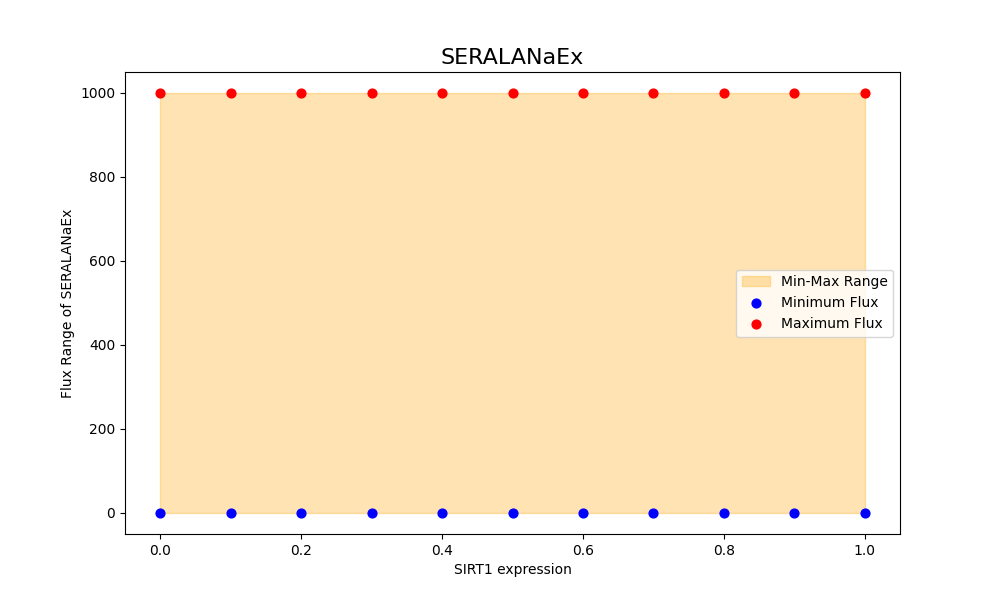 SERALANaEx
1000
800
600
400
200
0
Flux Range of SERALANaEx
Min-Max Range
Minimum Flux
Maximum Flux
0.0 0.2 0.4 0.6 0.8 1.0
SIRT1 expression